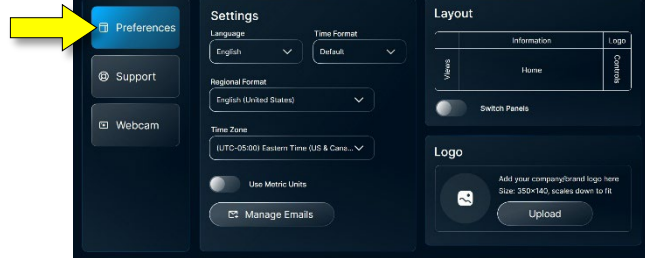 Preferences
Support
Webcam
Settings
Language
Time Format
English
Default
Regional Format
English (United States)
Time Zone
(UTC-05:00) Eastern Time (US & Cana...
Use Metric Units
Manage Emails
Layout
Information
Logo
Views
Home
Controls
Switch Panels
Logo
Add your company/brand logo here
Size: 350×140, scales down to fit
Upload